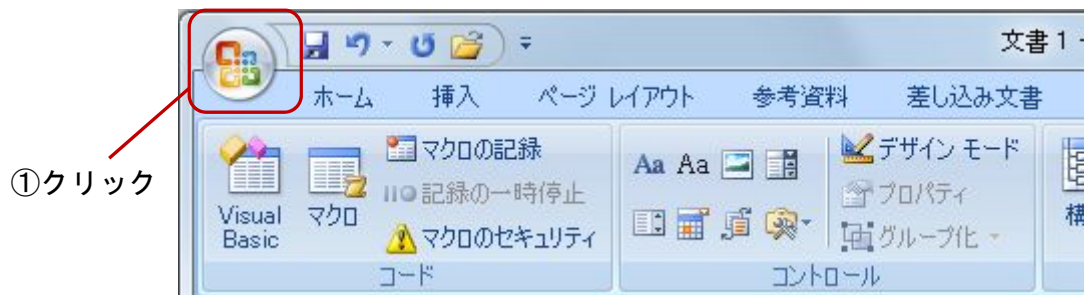 文書 1 -
ホーム 挿入 ページ レイアウト 参考資料 差し込み文書
①クリック
Visual Basic
マクロ
マクロの記録
記録の一時停止
マクロのセキュリティ
コード
Aa Aa
デザイン モード
プロパティ
グループ化
コントロール
構